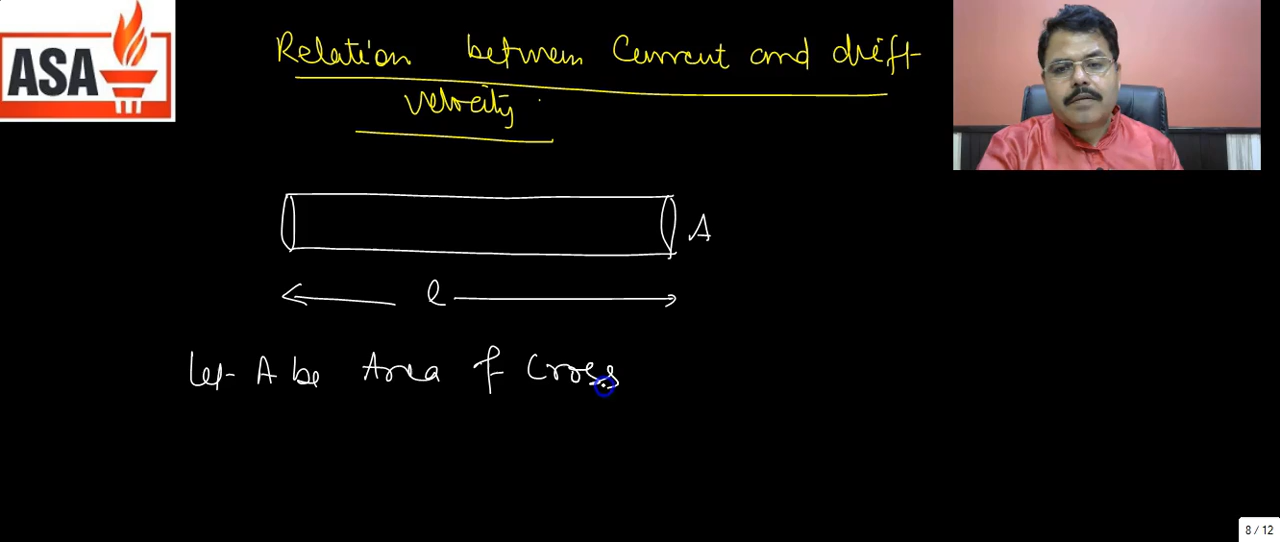 ASA
Relation between Current and drift
velocity
A
l
Let A be Area of Cross
8 / 12